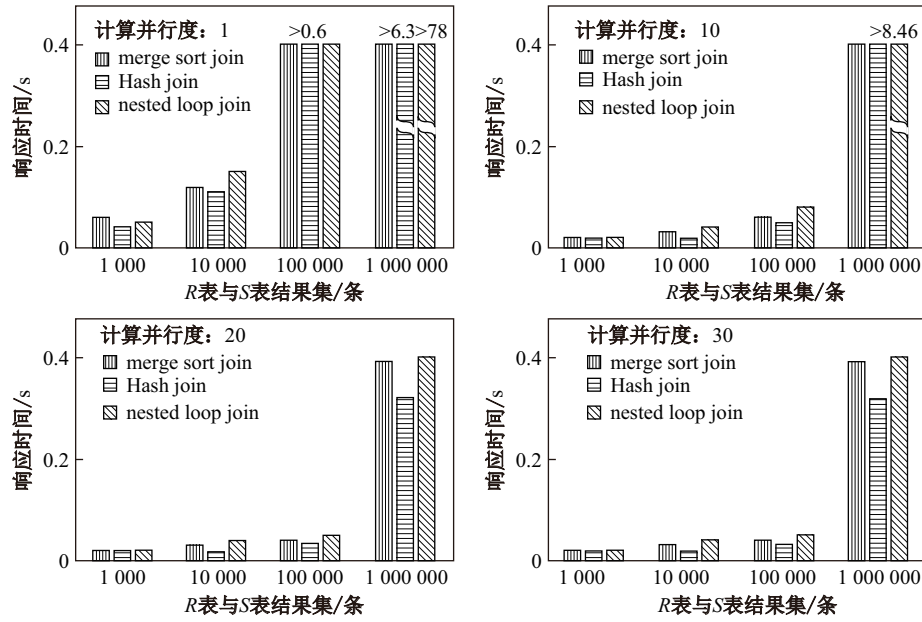 计算并行度：1
merge sort join
Hash join
nested loop join
>0.6
>6.3
>78
响应时间/s
0.4
0.2
0
1 000
10 000
100 000
1 000 000
R表与S表结果集/条
计算并行度：10
merge sort join
Hash join
nested loop join
>8.46
响应时间/s
0.4
0.2
0
1 000
10 000
100 000
1 000 000
R表与S表结果集/条
计算并行度：20
merge sort join
Hash join
nested loop join
响应时间/s
0.4
0.2
0
1 000
10 000
100 000
1 000 000
R表与S表结果集/条
计算并行度：30
merge sort join
Hash join
nested loop join
响应时间/s
0.4
0.2
0
1 000
10 000
100 000
1 000 000
R表与S表结果集/条